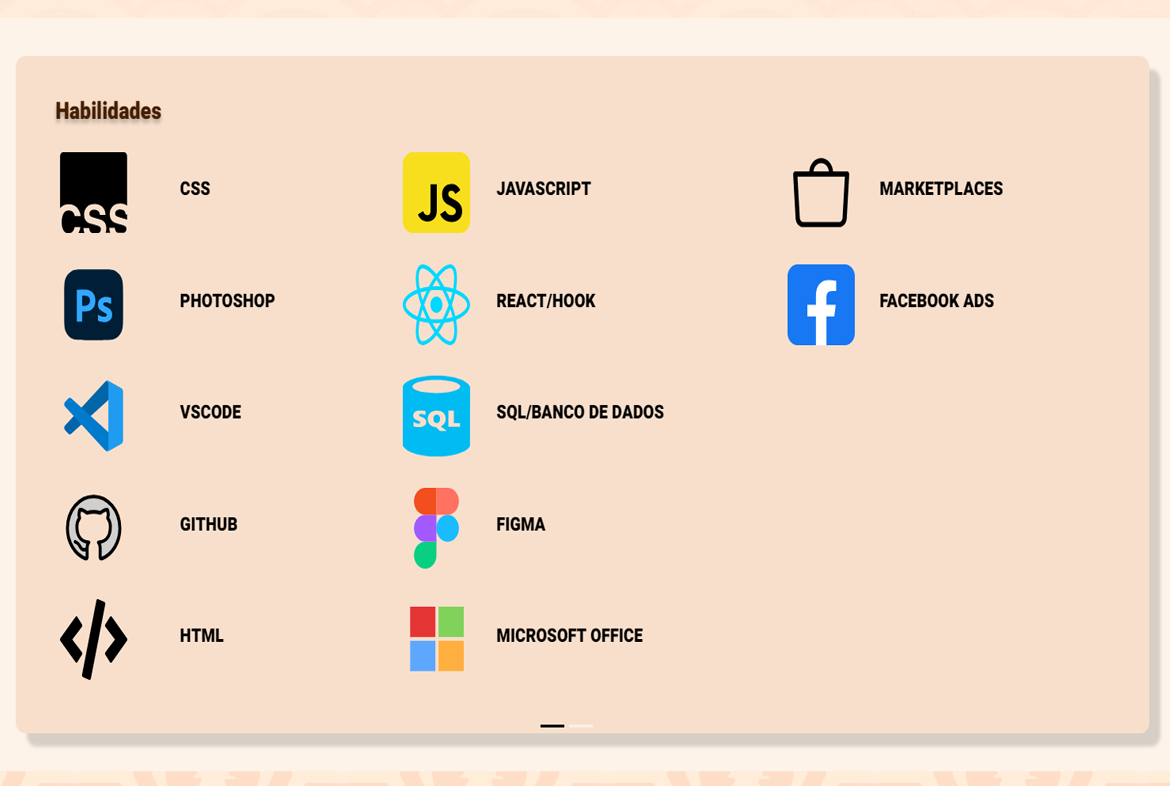 Habilidades
CSS
CSS
JS
JAVASCRIPT
MARKETPLACES
Ps
PHOTOSHOP
REACT/HOOK
FACEBOOK ADS
VSCODE
SQL
SQL/BANCO DE DADOS
GITHUB
FIGMA
HTML
MICROSOFT OFFICE